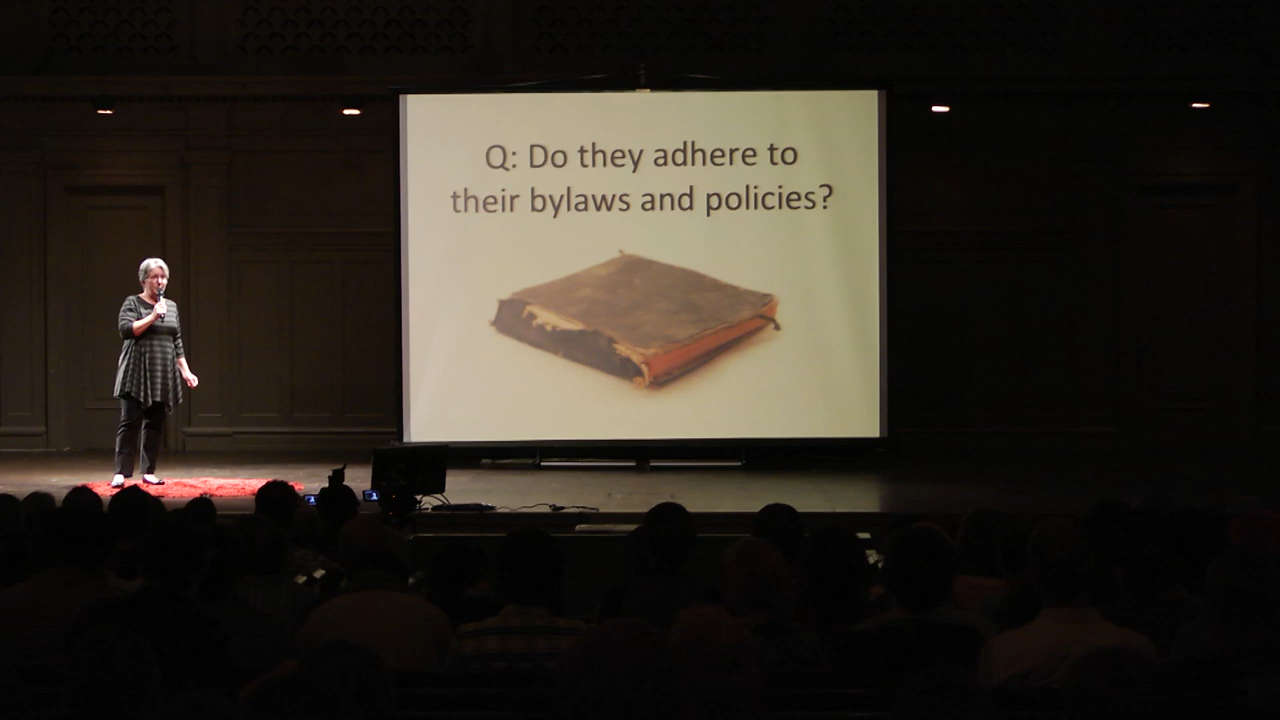 Q: Do they adhere to
their bylaws and policies?